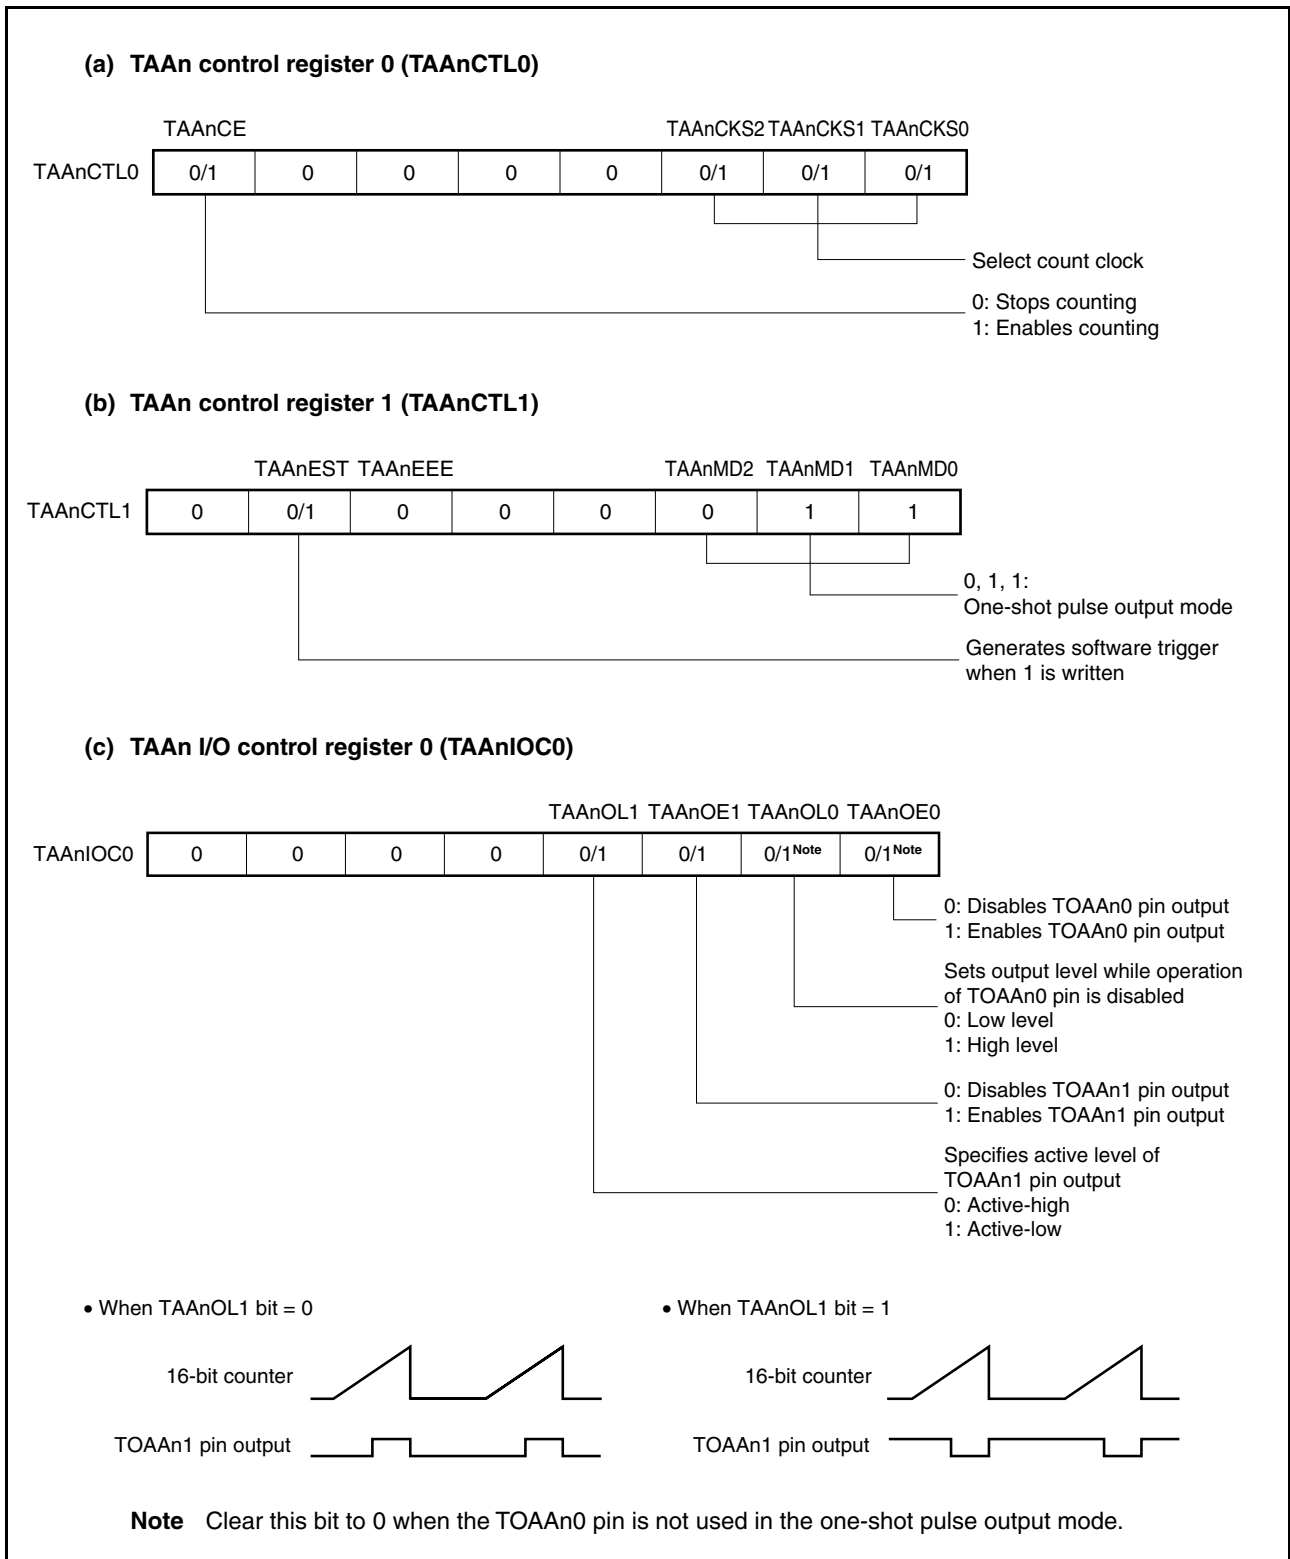 (a) TAAn control register 0 (TAAnCTL0)
TAAnCE TAAnCKS2 TAAnCKS1 TAAnCKS0
TAAnCTL0 0/1 0 0 0 0 0/1 0/1 0/1
Select count clock
0: Stops counting
1: Enables counting
(b) TAAn control register 1 (TAAnCTL1)
TAAnEST TAAnEEE TAAnMD2 TAAnMD1 TAAnMD0
TAAnCTL1 0 0/1 0 0 0 0 1 1
0, 1, 1:
One-shot pulse output mode
Generates software trigger
when 1 is written
(c) TAAn I/O control register 0 (TAAnIOC0)
TAAnOL1 TAAnOE1 TAAnOL0 TAAnOE0
TAAnIOC0 0 0 0 0 0/1 0/1 0/1Note 0/1Note
0: Disables TOAAn0 pin output
1: Enables TOAAn0 pin output
Sets output level while operation
of TOAAn0 pin is disabled
0: Low level
1: High level
0: Disables TOAAn1 pin output
1: Enables TOAAn1 pin output
Specifies active level of
TOAAn1 pin output
0: Active-high
1: Active-low
• When TAAnOL1 bit = 0
16-bit counter
TOAAn1 pin output
• When TAAnOL1 bit = 1
16-bit counter
TOAAn1 pin output
Note Clear this bit to 0 when the TOAAn0 pin is not used in the one-shot pulse output mode.